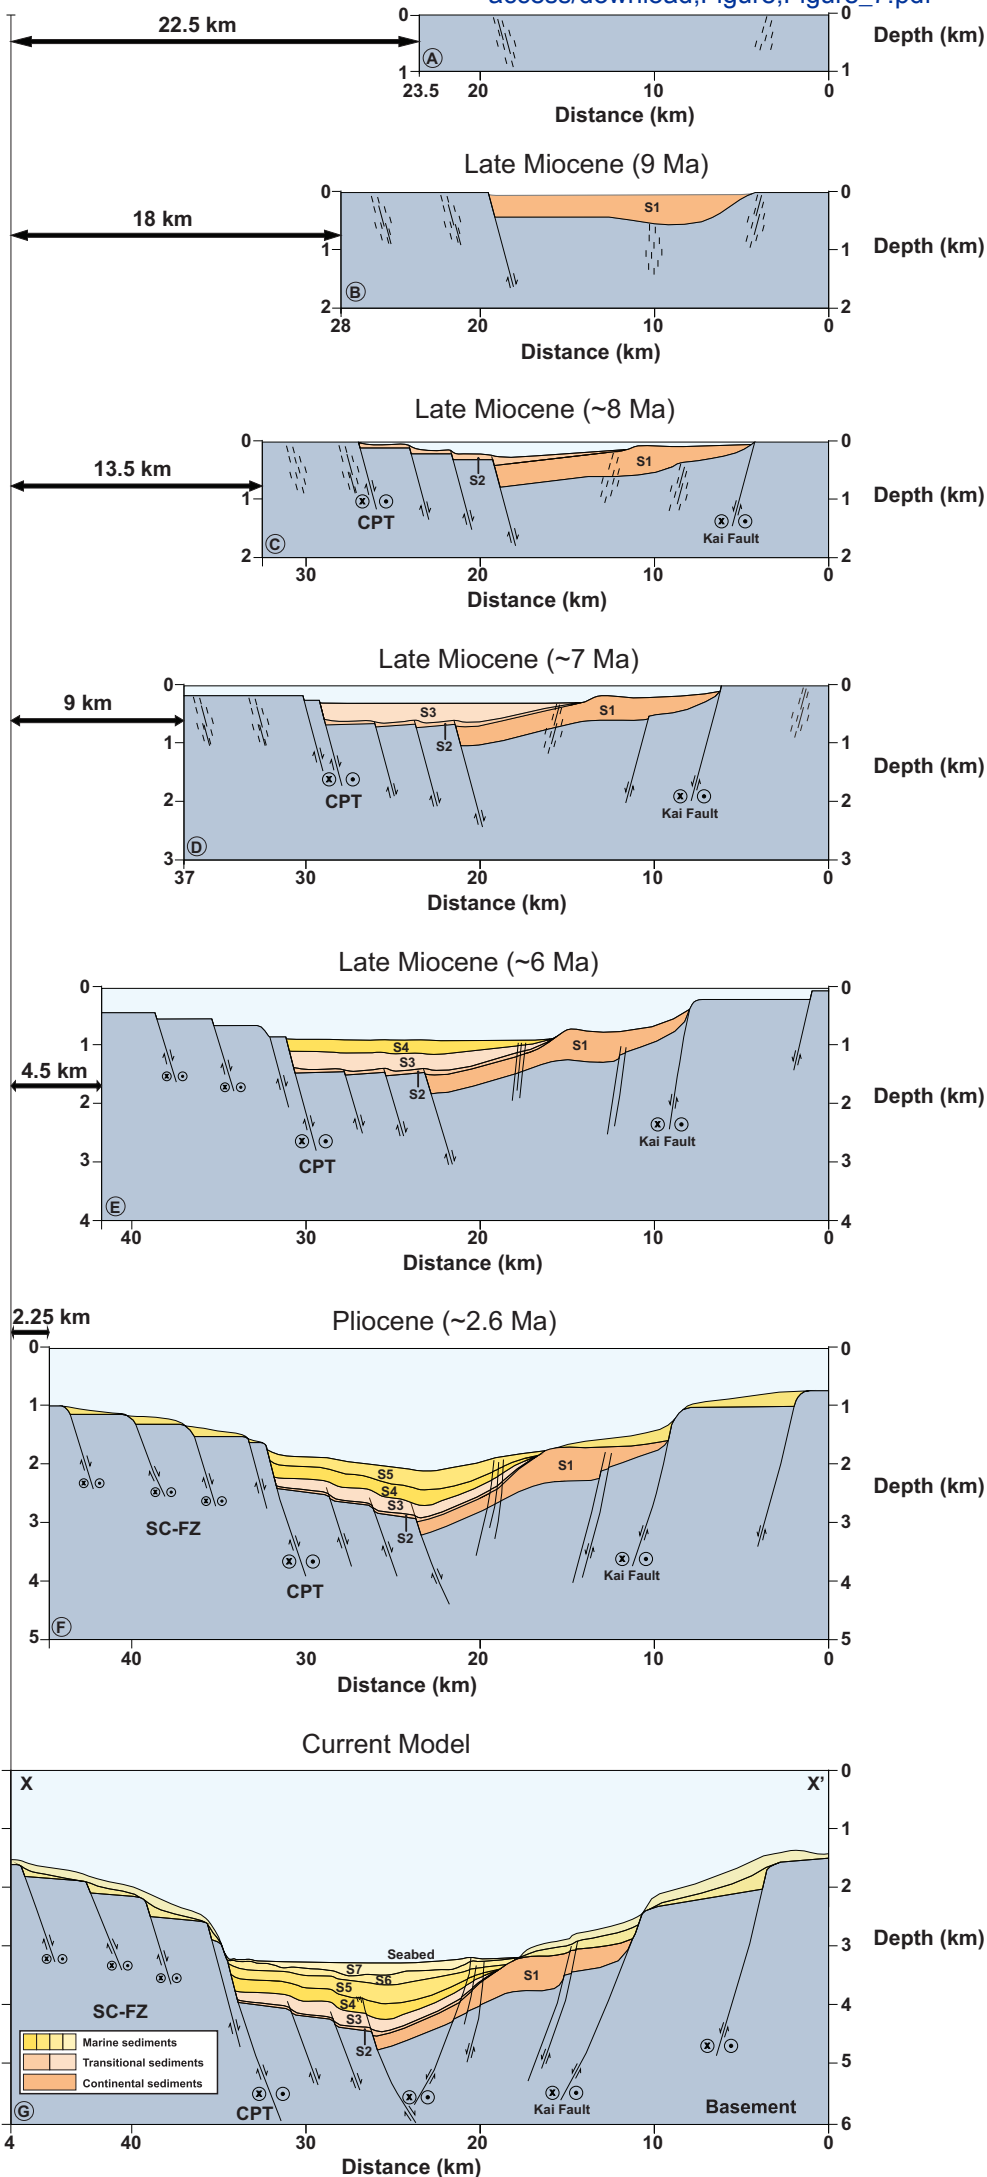 access/download;Figure;Figure_7.pdf
22.5 km
0 0
Depth (km)
1 1
A
23.5 20 10 0
Distance (km)
Late Miocene (9 Ma)
18 km
0 0
S1
1 1
Depth (km)
B
2 2
28 20 10 0
Distance (km)
Late Miocene (~8 Ma)
13.5 km
0 0
S1
S2
1 1
Depth (km)
CPT
Kai Fault
C
2 2
30 20 10 0
Distance (km)
Late Miocene (~7 Ma)
9 km
0 0
S3 S1
S2
1 1
Depth (km)
CPT
Kai Fault
2 2
D
3 3
37 30 20 10 0
Distance (km)
Late Miocene (~6 Ma)
4.5 km
0 0
S4 S1
S3
S2
1 1
Depth (km)
2 2
CPT
Kai Fault
3 3
E
4 4
40 30 20 10 0
Distance (km)
Pliocene (~2.6 Ma)
2.25 km
0 0
1 1
2 2
S5 S1
S4
S3
S2
Depth (km)
3 3
SC-FZ
CPT
Kai Fault
4 4
F
5 5
40 30 20 10 0
Distance (km)
Current Model
X X'
0
1
2
3
Depth (km)
Seabed
S7
S6
S5
S4
S3
S2
S1
4
SC-FZ
Marine sediments
Transitional sediments
Continental sediments
5
CPT
Kai Fault
Basement
G
6
4 40 30 20 10 0
Distance (km)